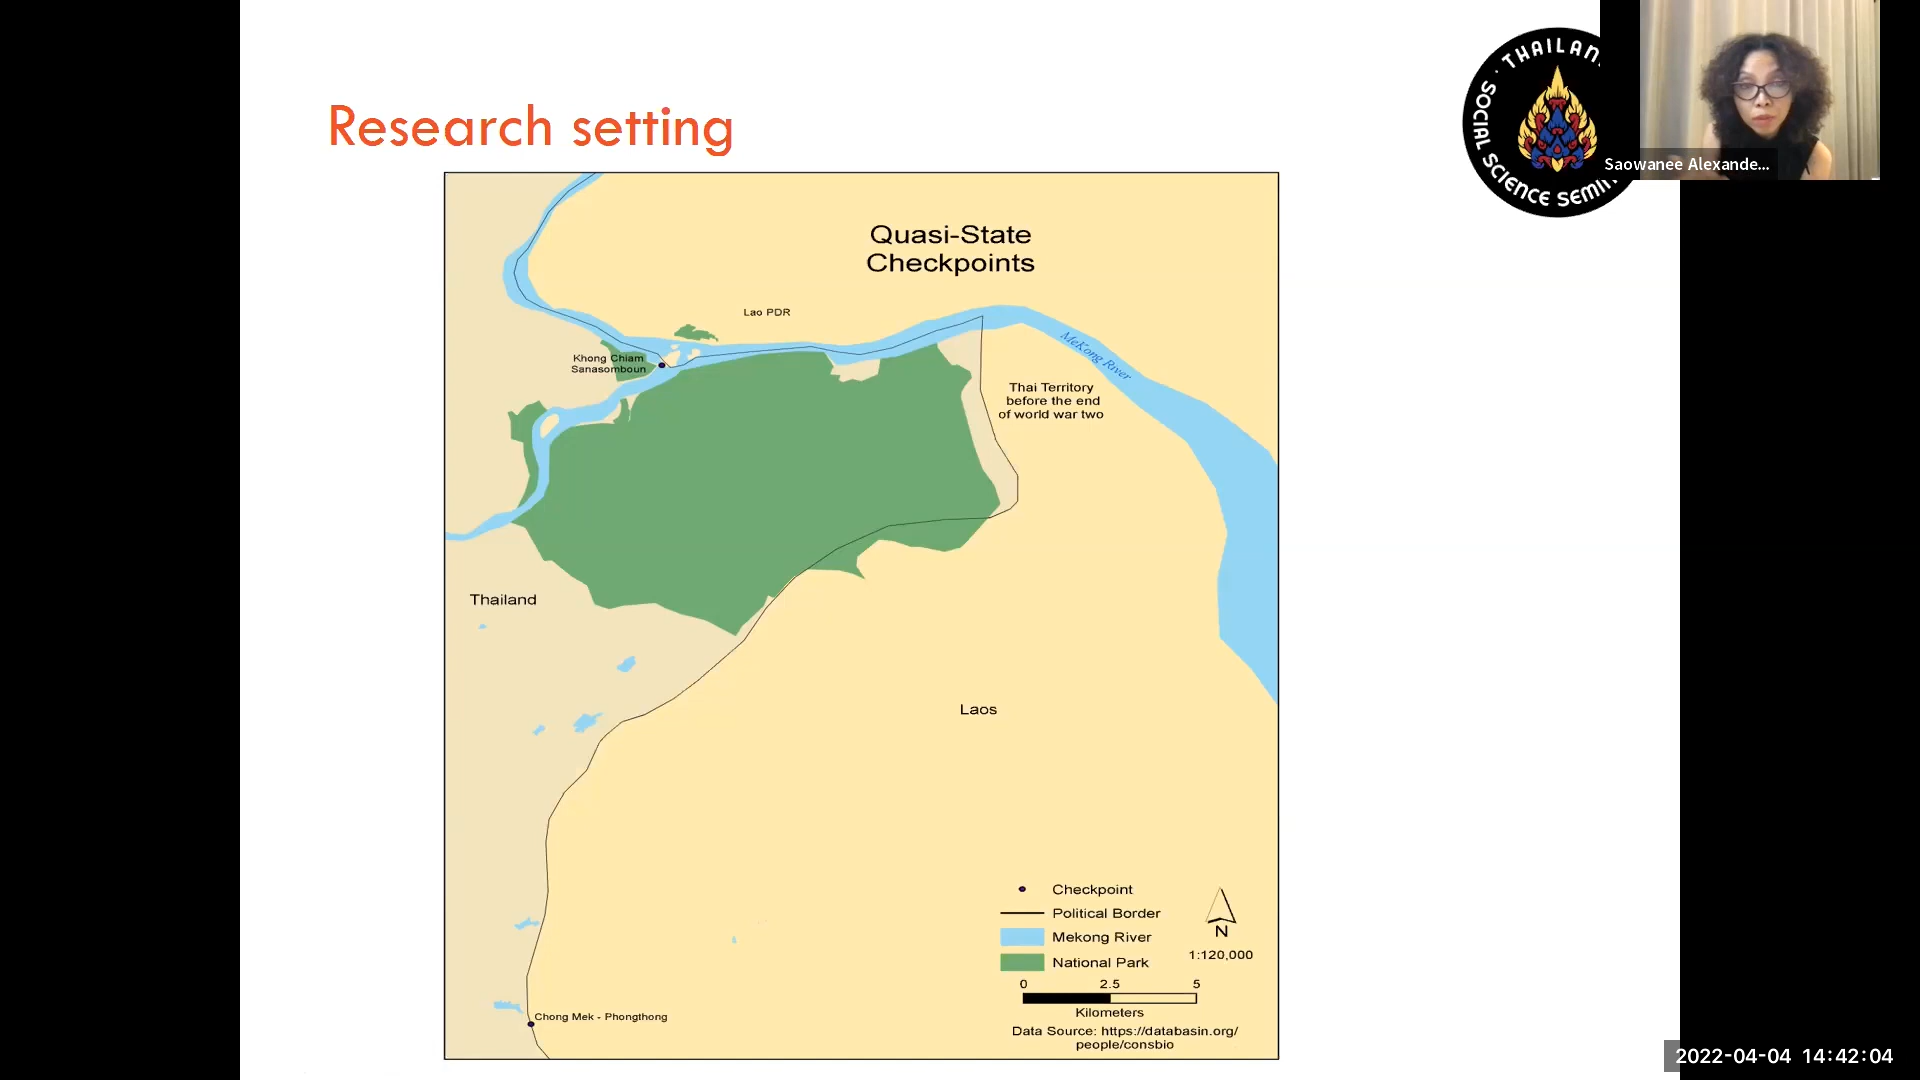 Research setting
THAILAN
SOCIAL SCIENCE SEMIN
Saowanee Alexande...
Quasi-State
Checkpoints
Lao PDR
Khong Chiam
Sanasomboun
MeKong River
Thai Territory
before the end
of world war two
Thailand
Laos
Checkpoint
Political Border
Mekong River
National Park
N
1:120,000
0 2.5 5
Kilometers
Data Source: https://databasin.org/
people/consbio
Chong Mek - Phongthong
2022-04-04 14:42:04